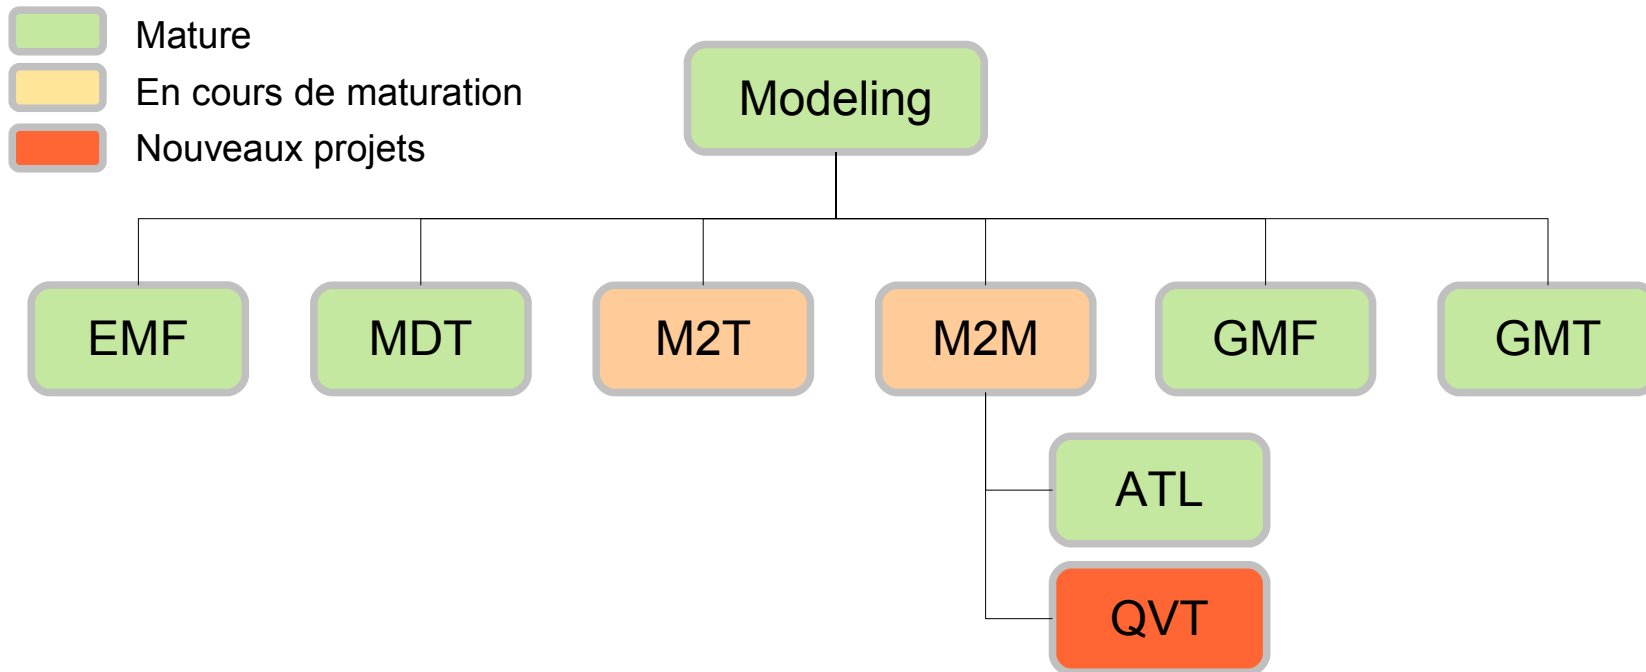 Mature
En cours de maturation
Nouveaux projets
Modeling
EMF
MDT
M2T
M2M
GMF
GMT
ATL
QVT